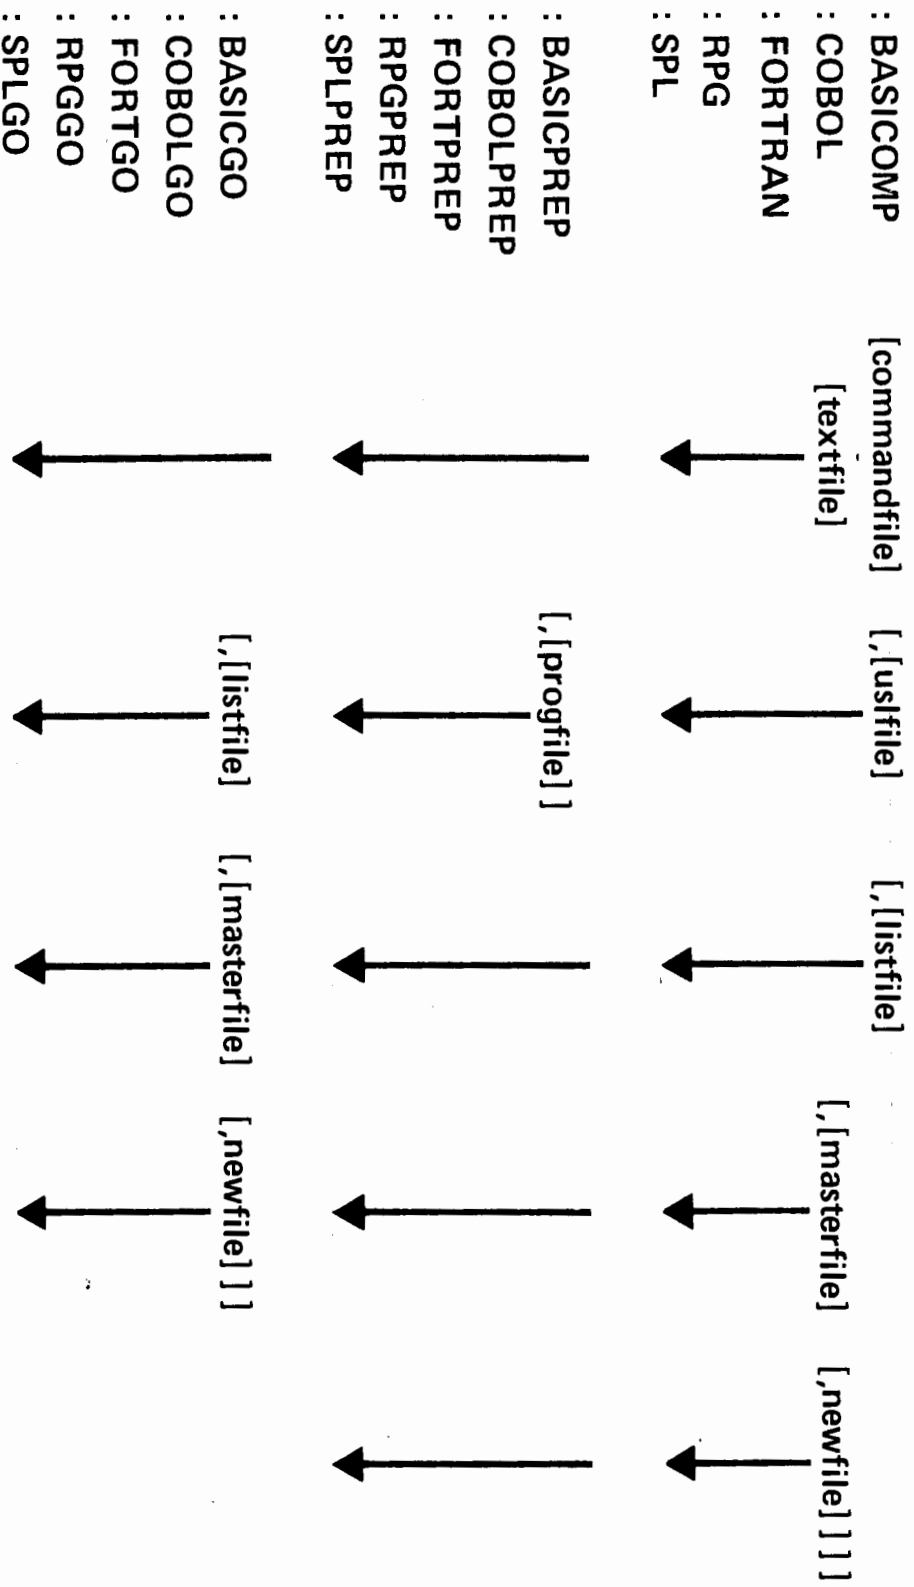 : BASICOMP [commandfile] [,[uslfile] [,[listfile]
: COBOL [textfile] [,[masterfile] [,newfile] ] ] ]
: FORTRAN
: RPG
: SPL
: BASICPREP [,[progfile] ]
: COBOLPREP
: FORTPREP
: RPGPREP
: SPLPREP
: BASICGO [,[listfile] [,[masterfile] [,newfile] ] ]
: COBOLGO
: FORTGO
: RPGGO
: SPLGO